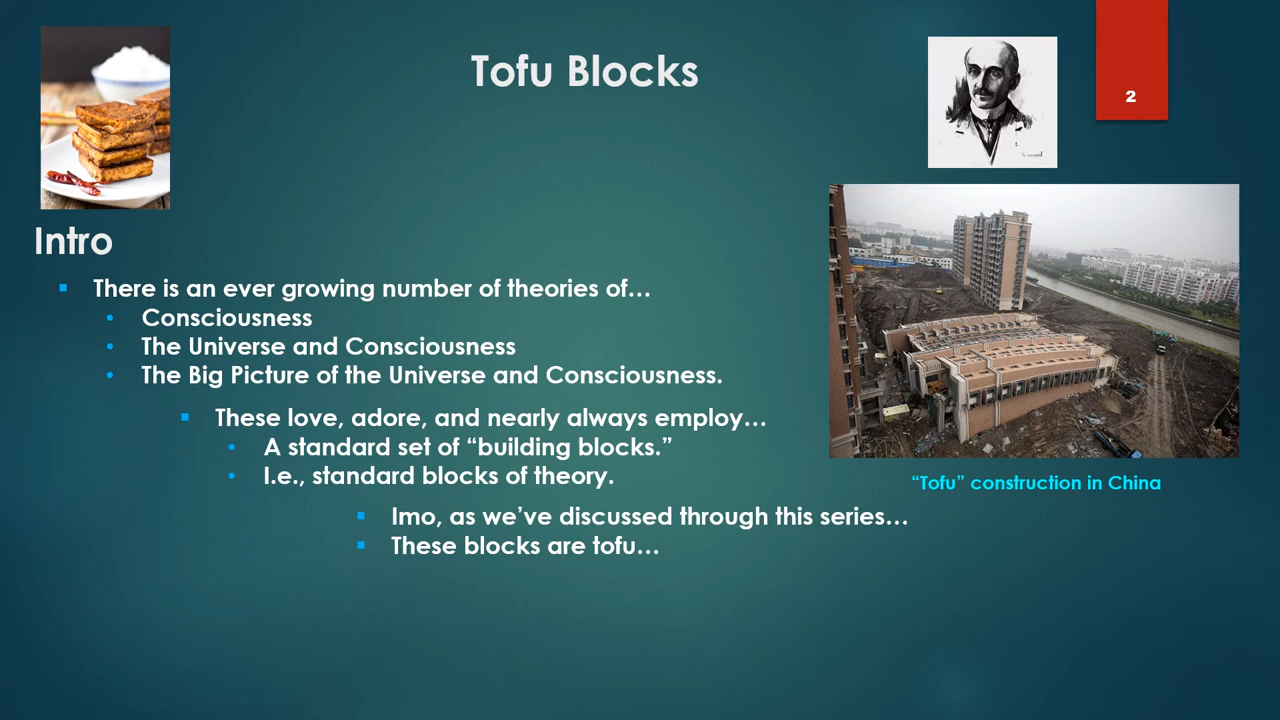 Tofu Blocks
2
Intro
There is an ever growing number of theories of…
Consciousness
The Universe and Consciousness
The Big Picture of the Universe and Consciousness.
These love, adore, and nearly always employ…
A standard set of “building blocks.”
I.e., standard blocks of theory.
“Tofu” construction in China
Imo, as we’ve discussed through this series…
These blocks are tofu…